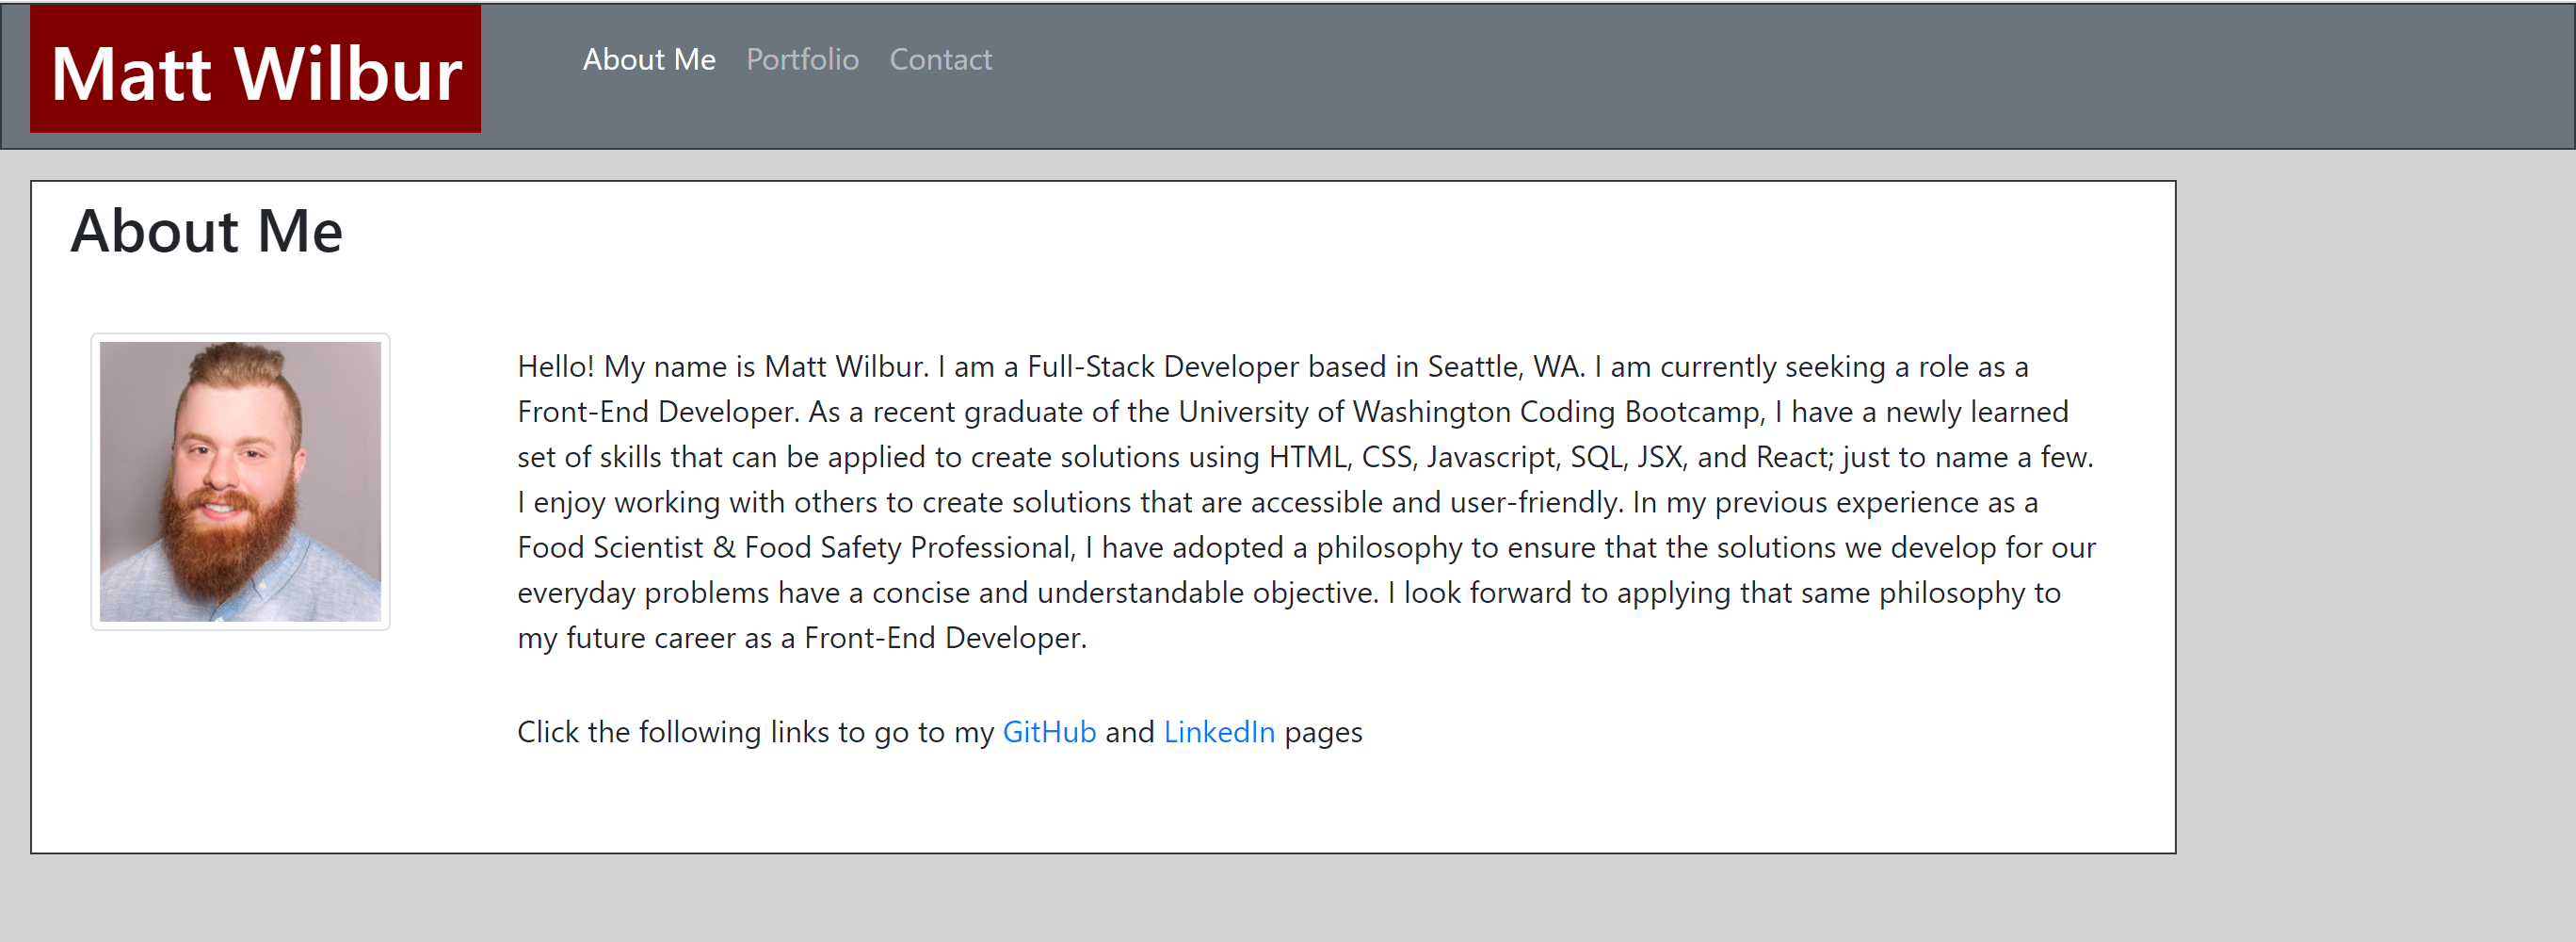 Matt Wilbur
About Me Portfolio Contact
About Me
Hello! My name is Matt Wilbur. I am a Full-Stack Developer based in Seattle, WA. I am currently seeking a role as a
Front-End Developer. As a recent graduate of the University of Washington Coding Bootcamp, I have a newly learned
set of skills that can be applied to create solutions using HTML, CSS, Javascript, SQL, JSX, and React; just to name a few.
I enjoy working with others to create solutions that are accessible and user-friendly. In my previous experience as a
Food Scientist & Food Safety Professional, I have adopted a philosophy to ensure that the solutions we develop for our
everyday problems have a concise and understandable objective. I look forward to applying that same philosophy to
my future career as a Front-End Developer.
Click the following links to go to my GitHub and LinkedIn pages